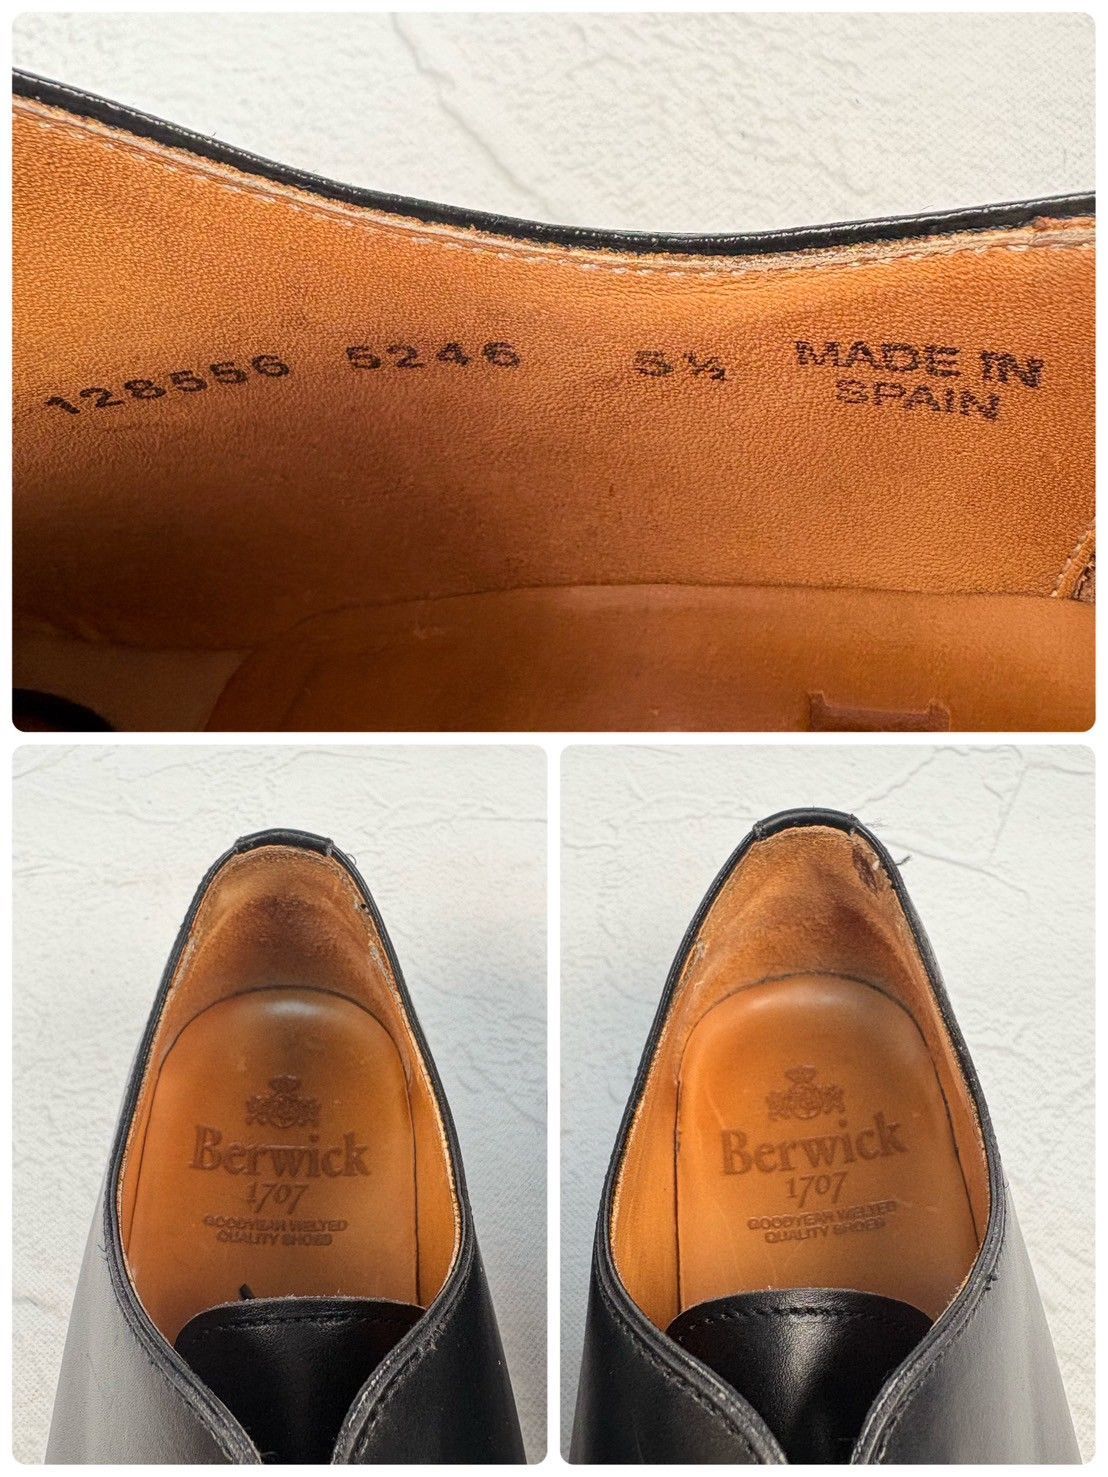 128556 5246 5½ MADE IN
SPAIN
Berwick
1707
GOODYEAR WELTED
QUALITY SHOES
Berwick
1707
GOODYEAR WELTED
QUALITY SHOES